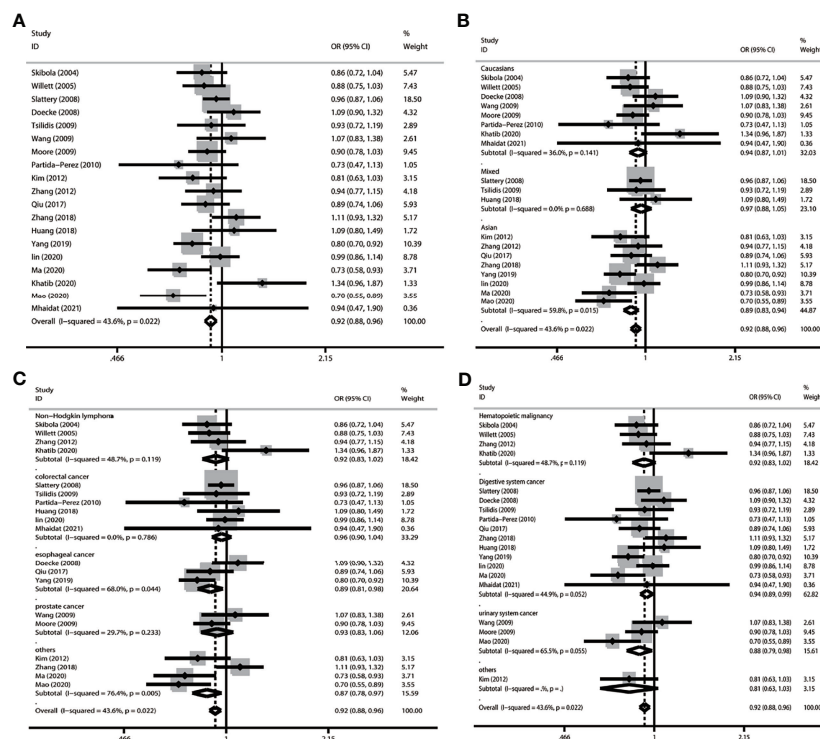 A
Study %
ID OR (95% CI) Weight
Skibola (2004) 0.86 (0.72, 1.04) 5.47
Willett (2005) 0.88 (0.75, 1.03) 7.43
Slattery (2008) 0.96 (0.87, 1.06) 18.50
Doecke (2008) 1.09 (0.90, 1.32) 4.32
Tsilidis (2009) 0.93 (0.72, 1.19) 2.89
Wang (2009) 1.07 (0.83, 1.38) 2.61
Moore (2009) 0.90 (0.78, 1.03) 9.45
Partida-Perez (2010) 0.73 (0.47, 1.13) 1.05
Kim (2012) 0.81 (0.63, 1.03) 3.15
Zhang (2012) 0.94 (0.77, 1.15) 4.18
Qiu (2017) 0.89 (0.74, 1.06) 5.93
Zhang (2018) 1.11 (0.93, 1.32) 5.17
Huang (2018) 1.09 (0.80, 1.49) 1.72
Yang (2019) 0.80 (0.70, 0.92) 10.39
lin (2020) 0.99 (0.86, 1.14) 8.78
Ma (2020) 0.73 (0.58, 0.93) 3.71
Khatib (2020) 1.34 (0.96, 1.87) 1.33
Mao (2020) 0.70 (0.55, 0.89) 3.55
Mhaidat (2021) 0.94 (0.47, 1.90) 0.36
Overall (I-squared = 43.6%, p = 0.022) 0.92 (0.88, 0.96) 100.00
.466 1 2.15
B
Study %
ID OR (95% CI) Weight
Caucasians
Skibola (2004) 0.86 (0.72, 1.04) 5.47
Willett (2005) 0.88 (0.75, 1.03) 7.43
Doecke (2008) 1.09 (0.90, 1.32) 4.32
Wang (2009) 1.07 (0.83, 1.38) 2.61
Moore (2009) 0.90 (0.78, 1.03) 9.45
Partida-Perez (2010) 0.73 (0.47, 1.13) 1.05
Khatib (2020) 1.34 (0.96, 1.87) 1.33
Mhaidat (2021) 0.94 (0.47, 1.90) 0.36
Subtotal (I-squared = 36.0%, p = 0.141) 0.94 (0.87, 1.01) 32.03
.
Mixed
Slattery (2008) 0.96 (0.87, 1.06) 18.50
Tsilidis (2009) 0.93 (0.72, 1.19) 2.89
Huang (2018) 1.09 (0.80, 1.49) 1.72
Subtotal (I-squared = 0.0%, p = 0.688) 0.97 (0.88, 1.05) 23.10
.
Asian
Kim (2012) 0.81 (0.63, 1.03) 3.15
Zhang (2012) 0.94 (0.77, 1.15) 4.18
Qiu (2017) 0.89 (0.74, 1.06) 5.93
Zhang (2018) 1.11 (0.93, 1.32) 5.17
Yang (2019) 0.80 (0.70, 0.92) 10.39
lin (2020) 0.99 (0.86, 1.14) 8.78
Ma (2020) 0.73 (0.58, 0.93) 3.71
Mao (2020) 0.70 (0.55, 0.89) 3.55
Subtotal (I-squared = 59.8%, p = 0.015) 0.89 (0.83, 0.94) 44.87
.
Overall (I-squared = 43.6%, p = 0.022) 0.92 (0.88, 0.96) 100.00
.466 1 2.15
C
Study %
ID OR (95% CI) Weight
Non-Hodgkin lymphons
Skibola (2004) 0.86 (0.72, 1.04) 5.47
Willett (2005) 0.88 (0.75, 1.03) 7.43
Zhang (2012) 0.94 (0.77, 1.15) 4.18
Khatib (2020) 1.34 (0.96, 1.87) 1.33
Subtotal (I-squared = 48.7%, p = 0.119) 0.92 (0.83, 1.02) 18.42
.
colorectal cancer
Slattery (2008) 0.96 (0.87, 1.06) 18.50
Tsilidis (2009) 0.93 (0.72, 1.19) 2.89
Partida-Perez (2010) 0.73 (0.47, 1.13) 1.05
Huang (2018) 1.09 (0.80, 1.49) 1.72
lin (2020) 0.99 (0.86, 1.14) 8.78
Mhaidat (2021) 0.94 (0.47, 1.90) 0.36
Subtotal (I-squared = 0.0%, p = 0.786) 0.96 (0.90, 1.04) 33.29
.
esophageal cancer
Doecke (2008) 1.09 (0.90, 1.32) 4.32
Qiu (2017) 0.89 (0.74, 1.06) 5.93
Yang (2019) 0.80 (0.70, 0.92) 10.39
Subtotal (I-squared = 68.0%, p = 0.044) 0.89 (0.81, 0.98) 20.64
.
prostate cancer
Wang (2009) 1.07 (0.83, 1.38) 2.61
Moore (2009) 0.90 (0.78, 1.03) 9.45
Subtotal (I-squared = 29.7%, p = 0.233) 0.93 (0.83, 1.06) 12.06
.
others
Kim (2012) 0.81 (0.63, 1.03) 3.15
Zhang (2018) 1.11 (0.93, 1.32) 5.17
Ma (2020) 0.73 (0.58, 0.93) 3.71
Mao (2020) 0.70 (0.55, 0.89) 3.55
Subtotal (I-squared = 76.4%, p = 0.005) 0.87 (0.78, 0.97) 15.59
.
Overall (I-squared = 43.6%, p = 0.022) 0.92 (0.88, 0.96) 100.00
.466 1 2.15
D
Study %
ID OR (95% CI) Weight
Hematopoietic malignancy
Skibola (2004) 0.86 (0.72, 1.04) 5.47
Willett (2005) 0.88 (0.75, 1.03) 7.43
Zhang (2012) 0.94 (0.77, 1.15) 4.18
Khatib (2020) 1.34 (0.96, 1.87) 1.33
Subtotal (I-squared = 48.7%, p = 0.119) 0.92 (0.83, 1.02) 18.42
.
Digestive system cancer
Slattery (2008) 0.96 (0.87, 1.06) 18.50
Doecke (2008) 1.09 (0.90, 1.32) 4.32
Tsilidis (2009) 0.93 (0.72, 1.19) 2.89
Partida-Perez (2010) 0.73 (0.47, 1.13) 1.05
Qiu (2017) 0.89 (0.74, 1.06) 5.93
Zhang (2018) 1.11 (0.93, 1.32) 5.17
Huang (2018) 1.09 (0.80, 1.49) 1.72
Yang (2019) 0.80 (0.70, 0.92) 10.39
lin (2020) 0.99 (0.86, 1.14) 8.78
Ma (2020) 0.73 (0.58, 0.93) 3.71
Mhaidat (2021) 0.94 (0.47, 1.90) 0.36
Subtotal (I-squared = 44.9%, p = 0.052) 0.94 (0.89, 0.99) 62.82
.
urinary system cancer
Wang (2009) 1.07 (0.83, 1.38) 2.61
Moore (2009) 0.90 (0.78, 1.03) 9.45
Mao (2020) 0.70 (0.55, 0.89) 3.55
Subtotal (I-squared = 65.5%, p = 0.055) 0.88 (0.79, 0.98) 15.61
.
others
Kim (2012) 0.81 (0.63, 1.03) 3.15
Subtotal (I-squared = .%, p = .) 0.81 (0.63, 1.03) 3.15
.
Overall (I-squared = 43.6%, p = 0.022) 0.92 (0.88, 0.96) 100.00
.466 1 2.15